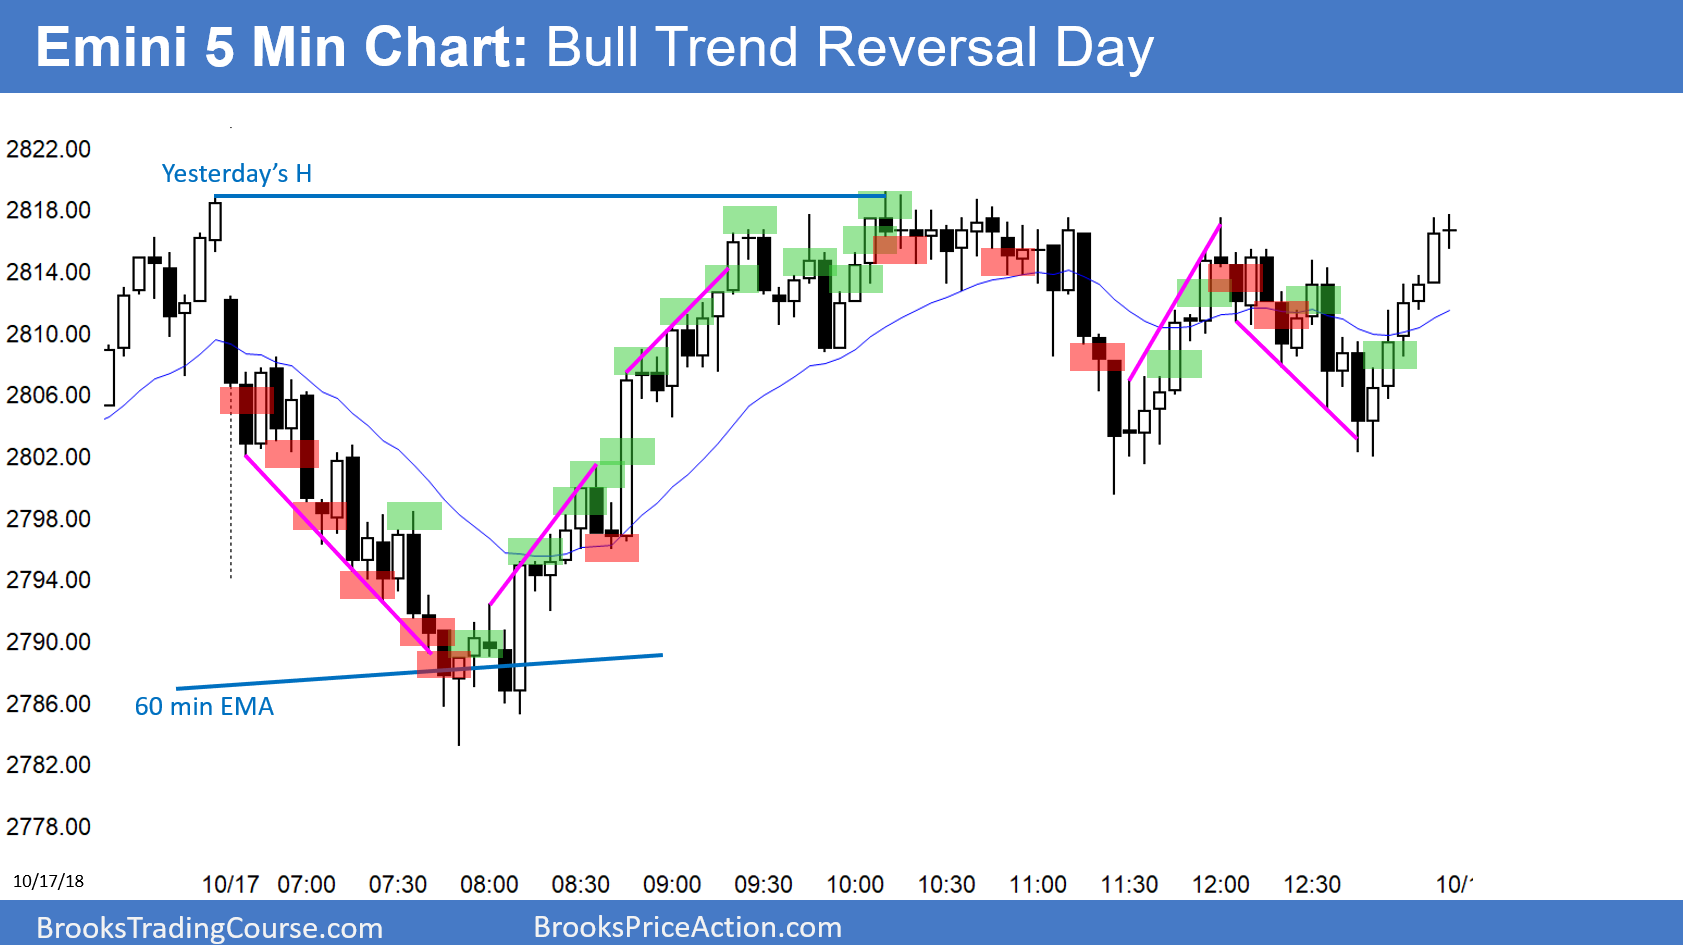 Emini 5 Min Chart: Bull Trend Reversal Day
2822.00
Yesterday's H
2818.00
2814.00
2810.00
2806.00
2802.00
2798.00
2794.00
2790.00
2786.00
60 min EMA
2782.00
2778.00
10/17/18
10/17 07:00 07:30 08:00 08:30 09:00 09:30 10:00 10:30 11:00 11:30 12:00 12:30
BrooksTradingCourse.com BrooksPriceAction.com